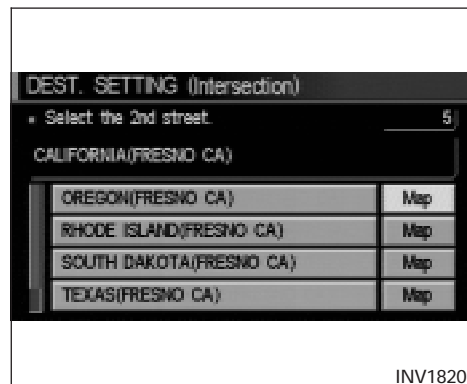 DEST. SETTING (Intersection)
▪ Select the 2nd street. 5
CALIFORNIA(FRESNO CA)
OREGON(FRESNO CA) Map
RHODE ISLAND(FRESNO CA) Map
SOUTH DAKOTA(FRESNO CA) Map
TEXAS(FRESNO CA) Map
INV1820